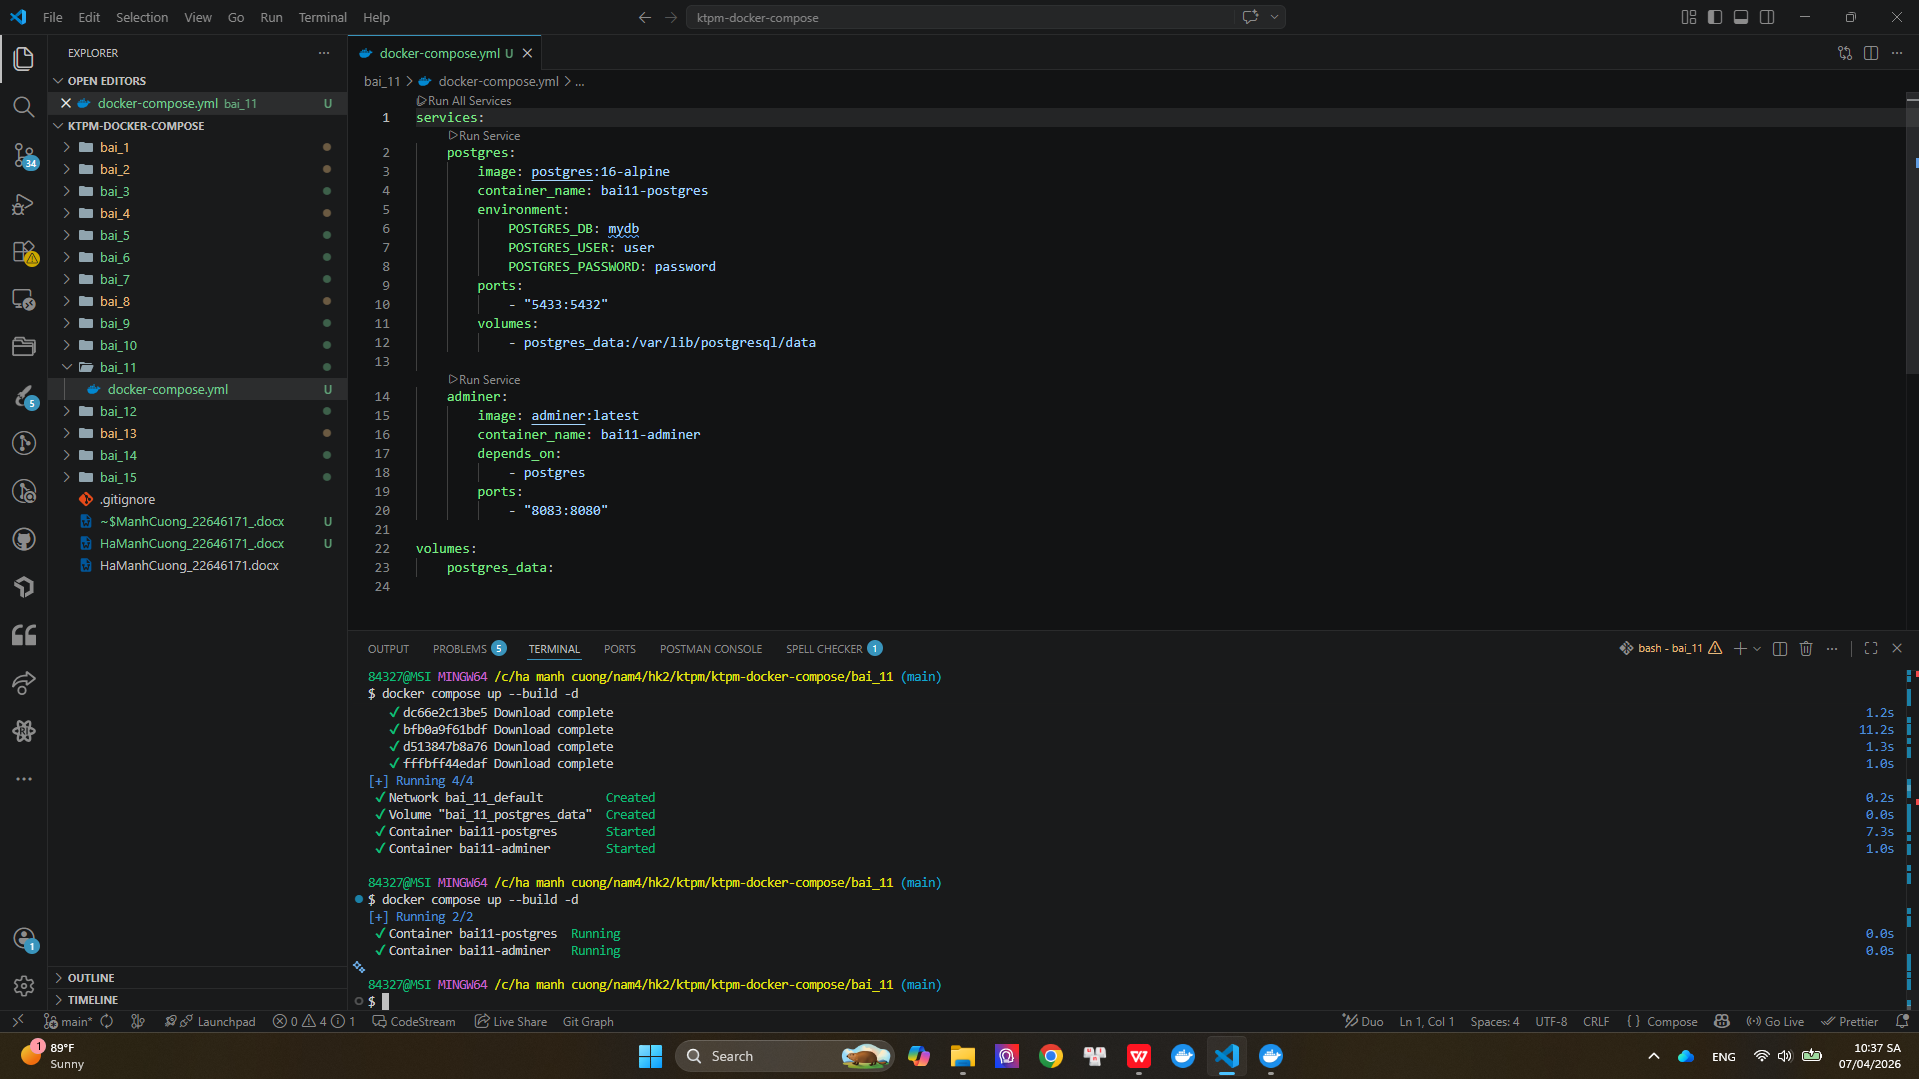 File Edit Selection View Go Run Terminal Help
ktpm-docker-compose
EXPLORER
OPEN EDITORS
docker-compose.yml bai_11 U
KTPM-DOCKER-COMPOSE
bai_1
bai_2
bai_3
bai_4
bai_5
bai_6
bai_7
bai_8
bai_9
bai_10
bai_11
docker-compose.yml U
bai_12
bai_13
bai_14
bai_15
.gitignore
~$ManhCuong_22646171_.docx U
HaManhCuong_22646171_.docx U
HaManhCuong_22646171.docx
OUTLINE
TIMELINE
34
5
1
docker-compose.yml U
bai_11 > docker-compose.yml > ...
Run All Services
1 services:
Run Service
2 postgres:
3 image: postgres:16-alpine
4 container_name: bai11-postgres
5 environment:
6 POSTGRES_DB: mydb
7 POSTGRES_USER: user
8 POSTGRES_PASSWORD: password
9 ports:
10 - "5433:5432"
11 volumes:
12 - postgres_data:/var/lib/postgresql/data
13
Run Service
14 adminer:
15 image: adminer:latest
16 container_name: bai11-adminer
17 depends_on:
18 - postgres
19 ports:
20 - "8083:8080"
21
22 volumes:
23 postgres_data:
24
OUTPUT PROBLEMS 5 TERMINAL PORTS POSTMAN CONSOLE SPELL CHECKER 1
bash - bai_11
84327@MSI MINGW64 /c/ha manh cuong/nam4/hk2/ktpm/ktpm-docker-compose/bai_11 (main)
$ docker compose up --build -d
✓ dc66e2c13be5 Download complete 1.2s
✓ bfb0a9f61bdf Download complete 11.2s
✓ d513847b8a76 Download complete 1.3s
✓ fffbff44edaf Download complete 1.0s
[+] Running 4/4
✓ Network bai_11_default Created 0.2s
✓ Volume "bai_11_postgres_data" Created 0.0s
✓ Container bai11-postgres Started 7.3s
✓ Container bai11-adminer Started 1.0s
84327@MSI MINGW64 /c/ha manh cuong/nam4/hk2/ktpm/ktpm-docker-compose/bai_11 (main)
$ docker compose up --build -d
[+] Running 2/2
✓ Container bai11-postgres Running 0.0s
✓ Container bai11-adminer Running 0.0s
84327@MSI MINGW64 /c/ha manh cuong/nam4/hk2/ktpm/ktpm-docker-compose/bai_11 (main)
$
main* Launchpad 0 4 1 CodeStream Live Share Git Graph
Duo Ln 1, Col 1 Spaces: 4 UTF-8 CRLF { } Compose Go Live Prettier
1
89°F
Sunny
Search
ENG
10:37 SA
07/04/2026